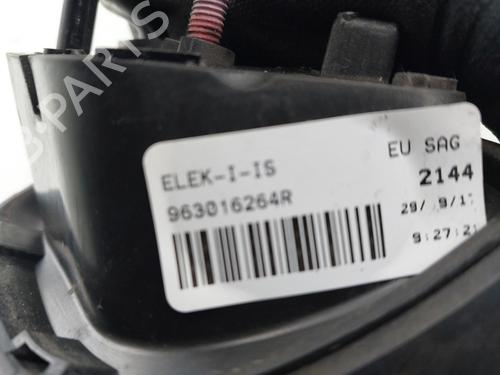 ELEK-I-IS
963016264R
EU SAG
2144
29/ 9/1
9:27:2
B-PARTS